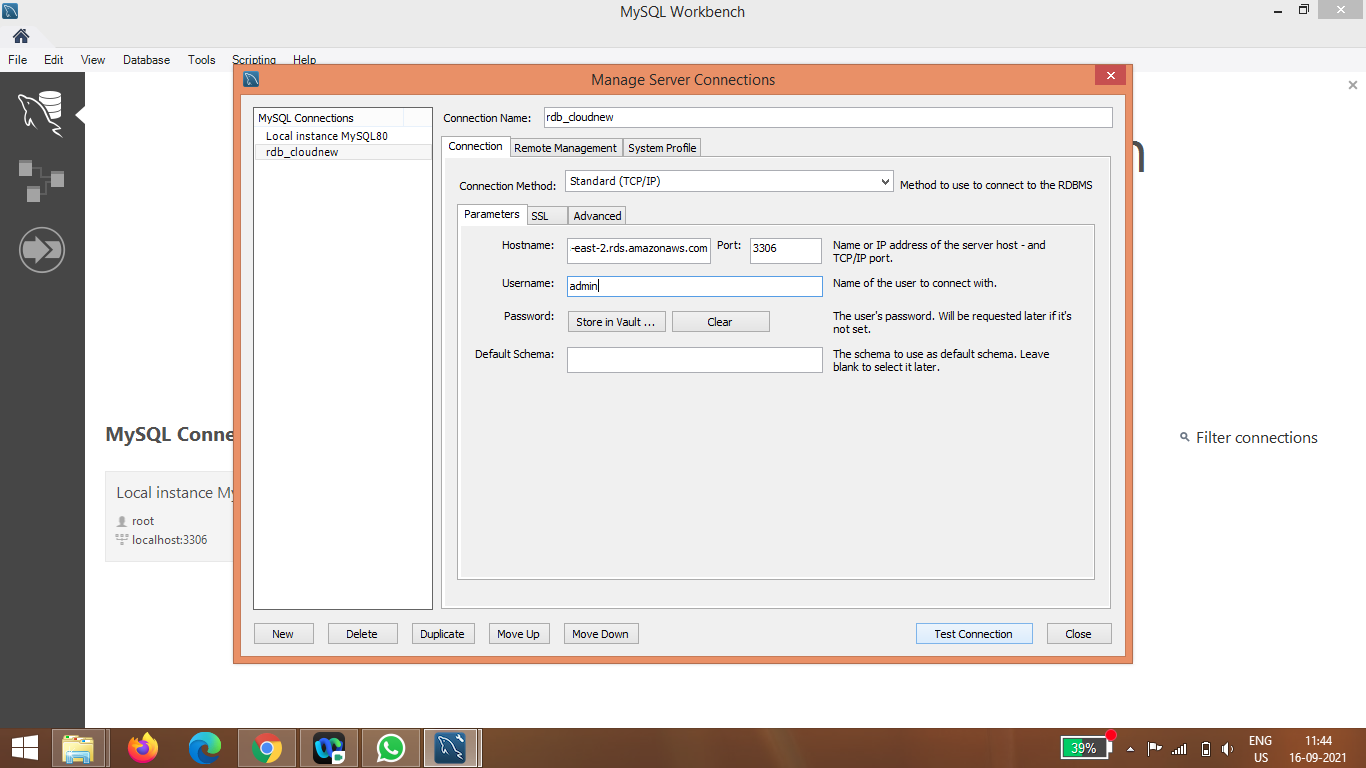 MySQL Workbench
File Edit View Database Tools Scripting Help
Manage Server Connections
MySQL Connections
Local instance MySQL80
rdb_cloudnew
Connection Name: rdb_cloudnew
Connection Remote Management System Profile
Connection Method: Standard (TCP/IP) Method to use to connect to the RDBMS
Parameters SSL Advanced
Hostname: -east-2.rds.amazonaws.com Port: 3306 Name or IP address of the server host - and
TCP/IP port.
Username: admin Name of the user to connect with.
Password: Store in Vault ... Clear The user's password. Will be requested later if it's
not set.
Default Schema: The schema to use as default schema. Leave
blank to select it later.
MySQL Conne
Filter connections
Local instance My
root
localhost:3306
New Delete Duplicate Move Up Move Down Test Connection Close
39% ENG 11:44
US 16-09-2021